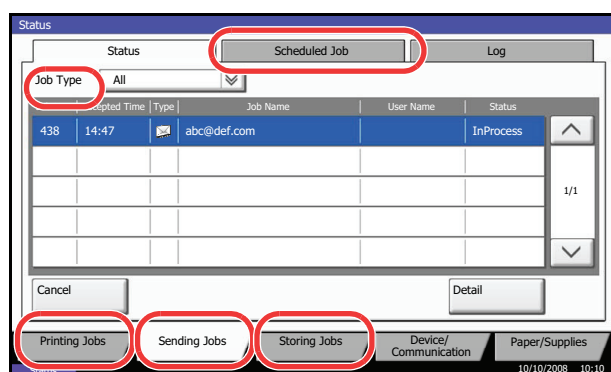 Status
Status Scheduled Job Log
Job Type All
Accepted Time Type Job Name User Name Status
438 14:47 abc@def.com InProcess
1/1
Cancel Detail
Printing Jobs Sending Jobs Storing Jobs Device/
Communication Paper/Supplies
Status 10/10/2008 10:10